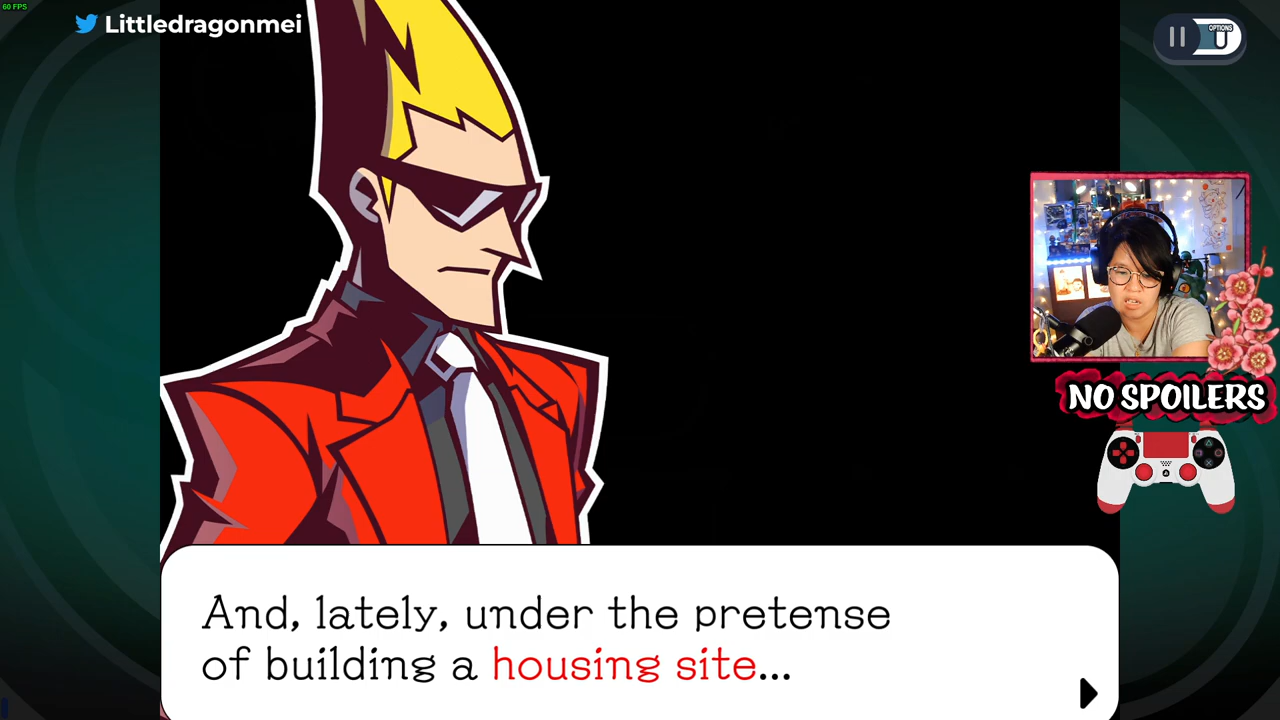 60 FPS
Littledragonmei
OPTIONS
NO SPOILERS
And, lately, under the pretense
of building a housing site...